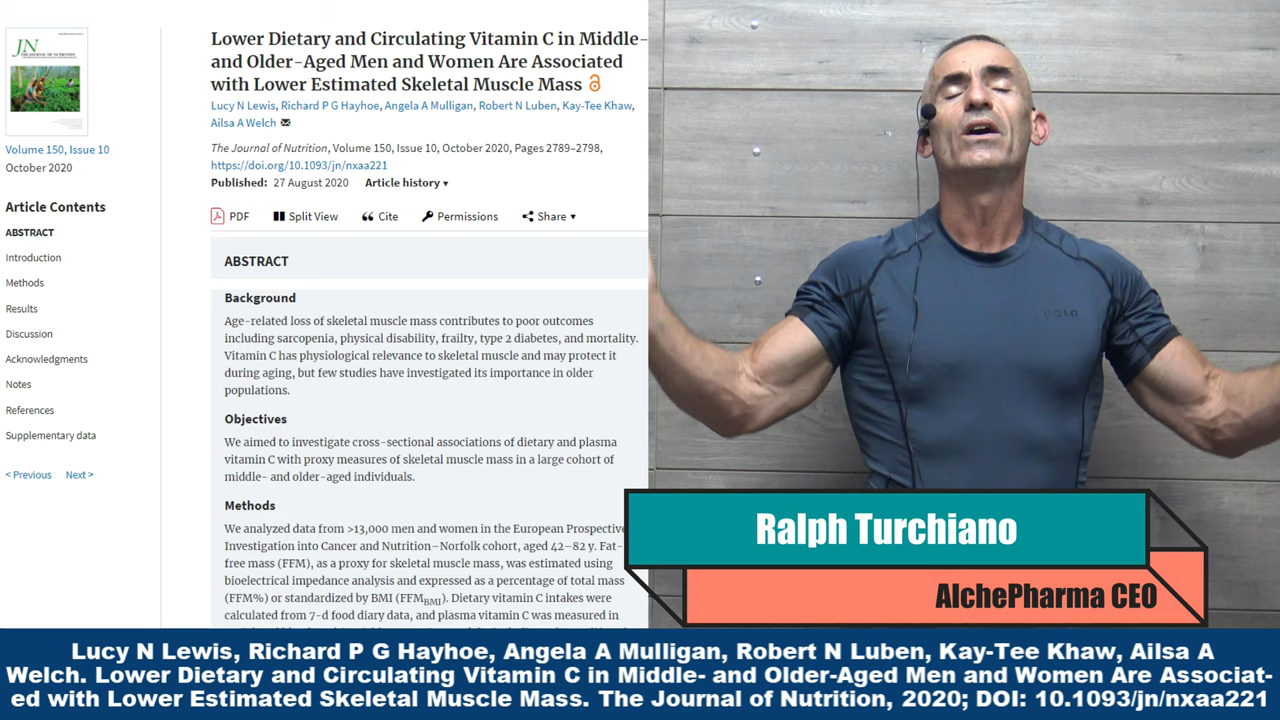 JN THE JOURNAL OF NUTRITION
Volume 150, Issue 10
October 2020
Article Contents
ABSTRACT
Introduction
Methods
Results
Discussion
Acknowledgments
Notes
References
Supplementary data
< Previous Next >
Lower Dietary and Circulating Vitamin C in Middle-
and Older-Aged Men and Women Are Associated
with Lower Estimated Skeletal Muscle Mass
Lucy N Lewis, Richard P G Hayhoe, Angela A Mulligan, Robert N Luben, Kay-Tee Khaw,
Ailsa A Welch
The Journal of Nutrition, Volume 150, Issue 10, October 2020, Pages 2789–2798,
https://doi.org/10.1093/jn/nxaa221
Published: 27 August 2020 Article history
PDF Split View Cite Permissions Share
ABSTRACT
Background
Age-related loss of skeletal muscle mass contributes to poor outcomes
including sarcopenia, physical disability, frailty, type 2 diabetes, and mortality.
Vitamin C has physiological relevance to skeletal muscle and may protect it
during aging, but few studies have investigated its importance in older
populations.
Objectives
We aimed to investigate cross-sectional associations of dietary and plasma
vitamin C with proxy measures of skeletal muscle mass in a large cohort of
middle- and older-aged individuals.
Methods
We analyzed data from >13,000 men and women in the European Prospective
Investigation into Cancer and Nutrition–Norfolk cohort, aged 42–82 y. Fat-
free mass (FFM), as a proxy for skeletal muscle mass, was estimated using
bioelectrical impedance analysis and expressed as a percentage of total mass
(FFM%) or standardized by BMI (FFMBMI). Dietary vitamin C intakes were
calculated from 7-d food diary data, and plasma vitamin C was measured in
Ralph Turchiano
AlchePharma CEO
Lucy N Lewis, Richard P G Hayhoe, Angela A Mulligan, Robert N Luben, Kay-Tee Khaw, Ailsa A
Welch. Lower Dietary and Circulating Vitamin C in Middle- and Older-Aged Men and Women Are Associat-
ed with Lower Estimated Skeletal Muscle Mass. The Journal of Nutrition, 2020; DOI: 10.1093/jn/nxaa221